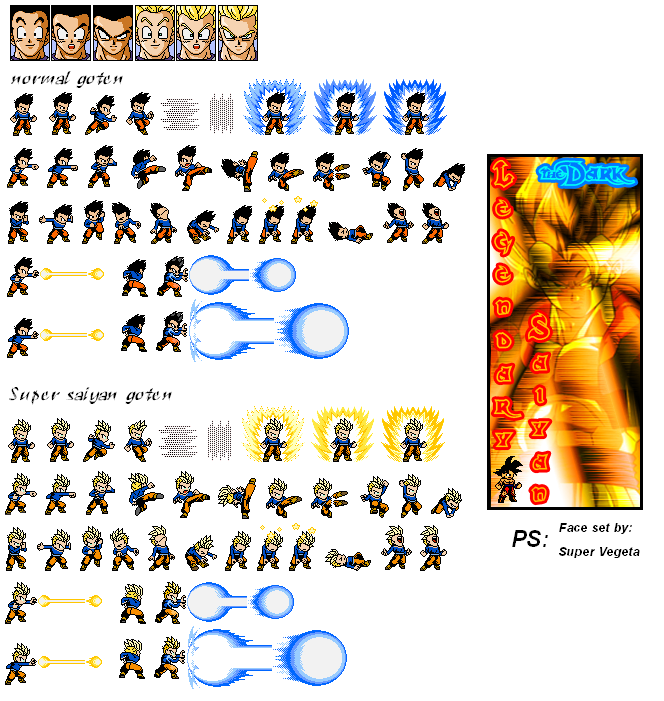 normal goten
Super saiyan goten
the DARK
Legendary
Saiyan
PS:
Face set by:
Super Vegeta